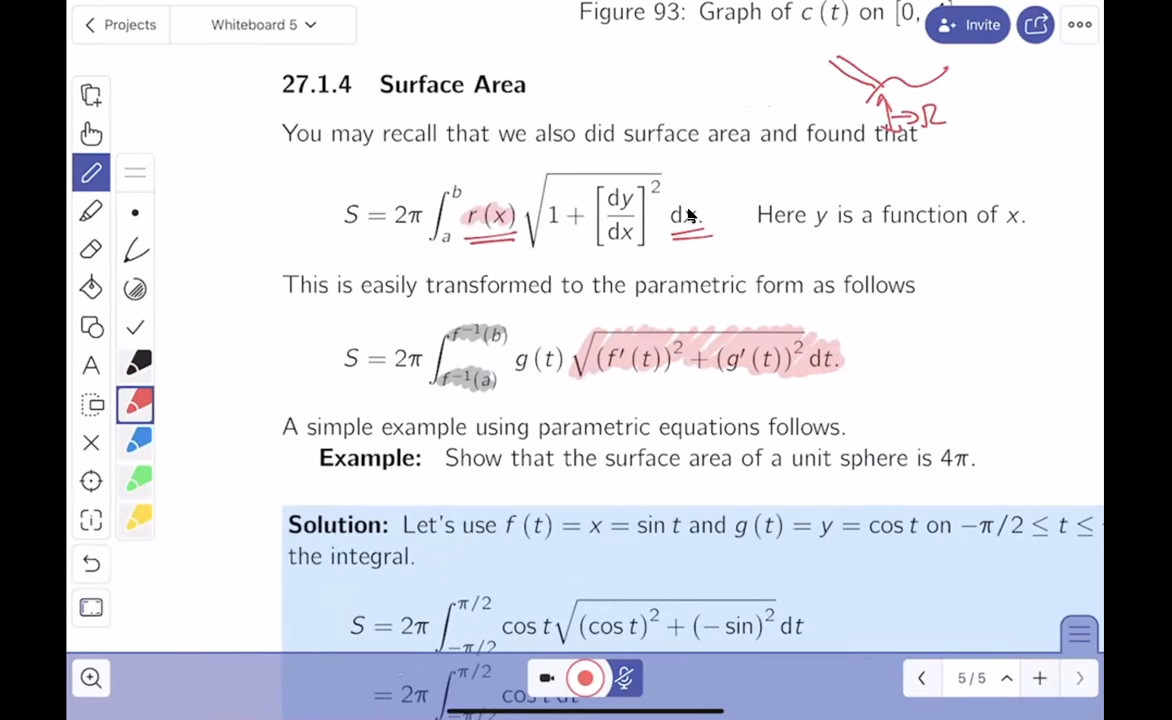 Projects
Whiteboard 5
Figure 93: Graph of c (t) on [0,
Invite
27.1.4 Surface Area
You may recall that we also did surface area and found that
→ R
S = 2π ∫_a^b r (x) √(1 + [dy/dx]^2) dx. Here y is a function of x.
This is easily transformed to the parametric form as follows
S = 2π ∫_{f⁻¹(a)}^{f⁻¹(b)} g (t) √((f′ (t))^2 + (g′ (t))^2) dt.
A simple example using parametric equations follows.
Example: Show that the surface area of a unit sphere is 4π.
Solution: Let's use f (t) = x = sin t and g (t) = y = cos t on −π/2 ≤ t ≤
the integral.
S = 2π ∫_{−π/2}^{π/2} cos t √((cos t)^2 + (− sin)^2) dt
= 2π ∫^{π/2} cos t dt
5/5
A